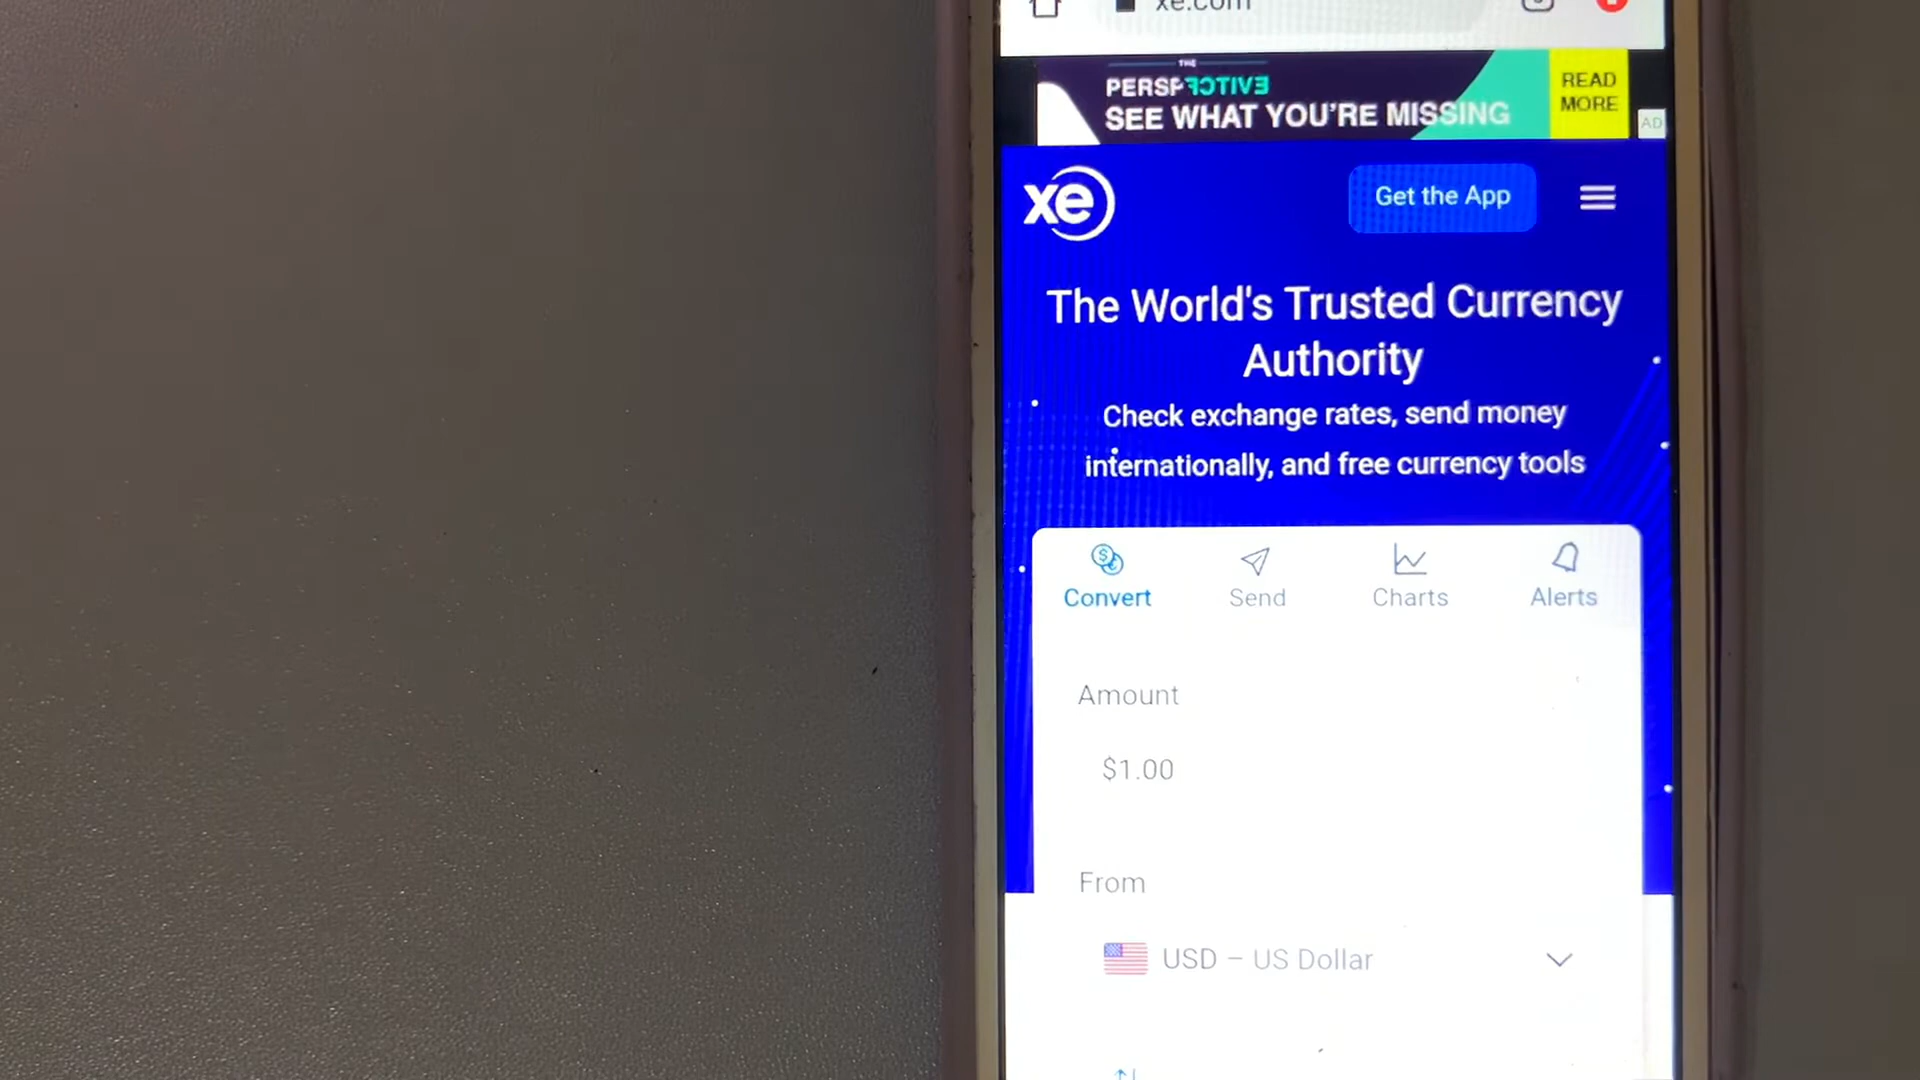 xe.com
THE
PERSPECTIVE
SEE WHAT YOU'RE MISSING
READ
MORE
AD
xe
Get the App
The World's Trusted Currency
Authority
Check exchange rates, send money
internationally, and free currency tools
Convert
Send
Charts
Alerts
Amount
$1.00
From
USD – US Dollar